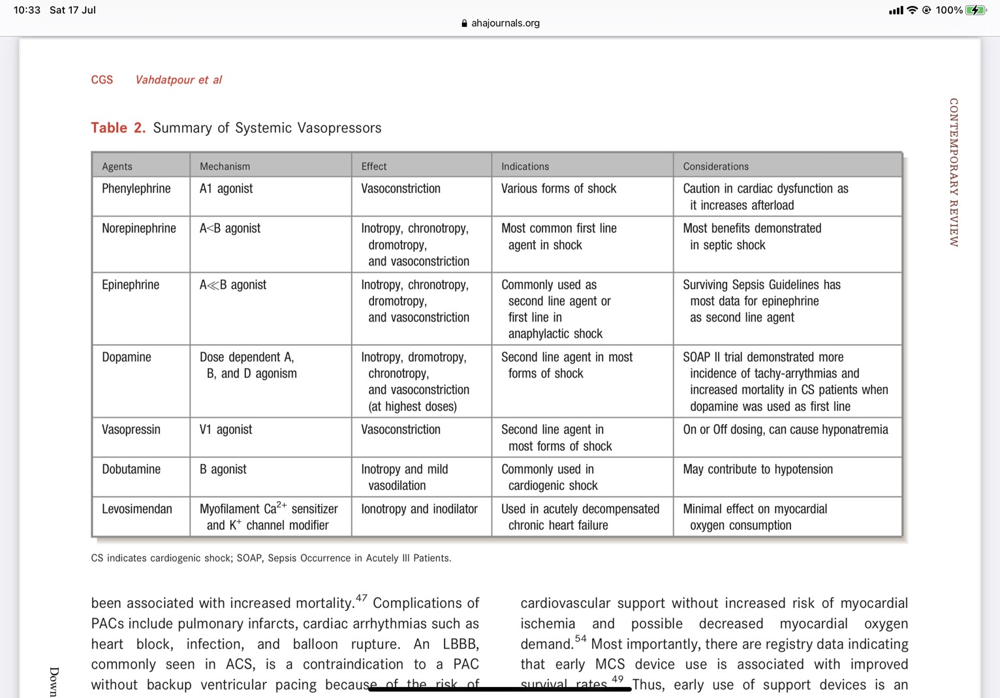 10:33 Sat 17 Jul
100%
ahajournals.org
CGS Vahdatpour et al
CONTEMPORARY REVIEW
Table 2. Summary of Systemic Vasopressors
Agents Mechanism Effect Indications Considerations
Phenylephrine A1 agonist Vasoconstriction Various forms of shock Caution in cardiac dysfunction as
it increases afterload
Norepinephrine A<B agonist Inotropy, chronotropy, Most common first line Most benefits demonstrated
dromotropy, agent in shock in septic shock
and vasoconstriction
Epinephrine A≪B agonist Inotropy, chronotropy, Commonly used as Surviving Sepsis Guidelines has
dromotropy, second line agent or most data for epinephrine
and vasoconstriction first line in as second line agent
anaphylactic shock
Dopamine Dose dependent A, Inotropy, dromotropy, Second line agent in most SOAP II trial demonstrated more
B, and D agonism chronotropy, forms of shock incidence of tachy-arrythmias and
and vasoconstriction increased mortality in CS patients when
(at highest doses) dopamine was used as first line
Vasopressin V1 agonist Vasoconstriction Second line agent in On or Off dosing, can cause hyponatremia
most forms of shock
Dobutamine B agonist Inotropy and mild Commonly used in May contribute to hypotension
vasodilation cardiogenic shock
Levosimendan Myofilament Ca²⁺ sensitizer Ionotropy and inodilator Used in acutely decompensated Minimal effect on myocardial
and K⁺ channel modifier chronic heart failure oxygen consumption
CS indicates cardiogenic shock; SOAP, Sepsis Occurrence in Acutely Ill Patients.
been associated with increased mortality.⁴⁷ Complications of
PACs include pulmonary infarcts, cardiac arrhythmias such as
heart block, infection, and balloon rupture. An LBBB,
commonly seen in ACS, is a contraindication to a PAC
without backup ventricular pacing because of the risk of
cardiovascular support without increased risk of myocardial
ischemia and possible decreased myocardial oxygen
demand.⁵⁴ Most importantly, there are registry data indicating
that early MCS device use is associated with improved
survival rates.⁴⁹ Thus, early use of support devices is an
Down